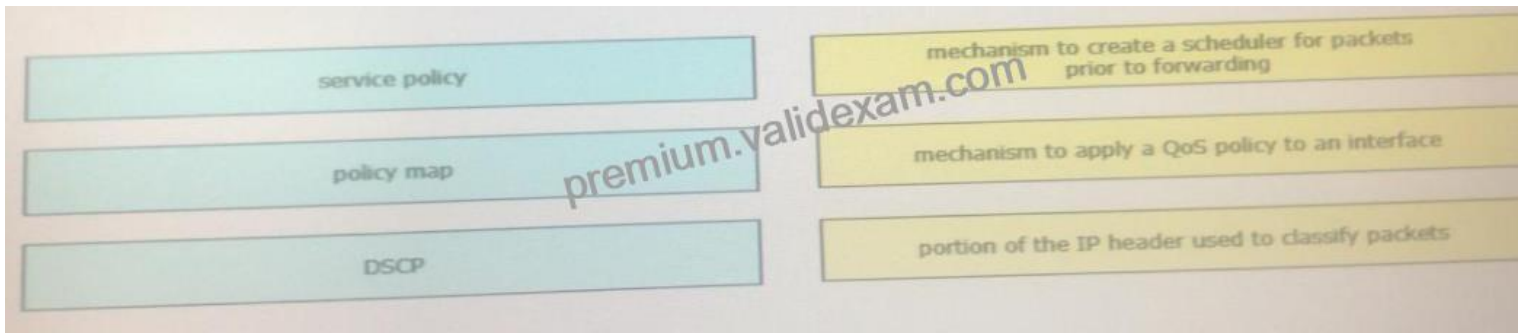 service policy
mechanism to create a scheduler for packets
prior to forwarding
policy map
mechanism to apply a QoS policy to an interface
DSCP
portion of the IP header used to classify packets
premium.validexam.com